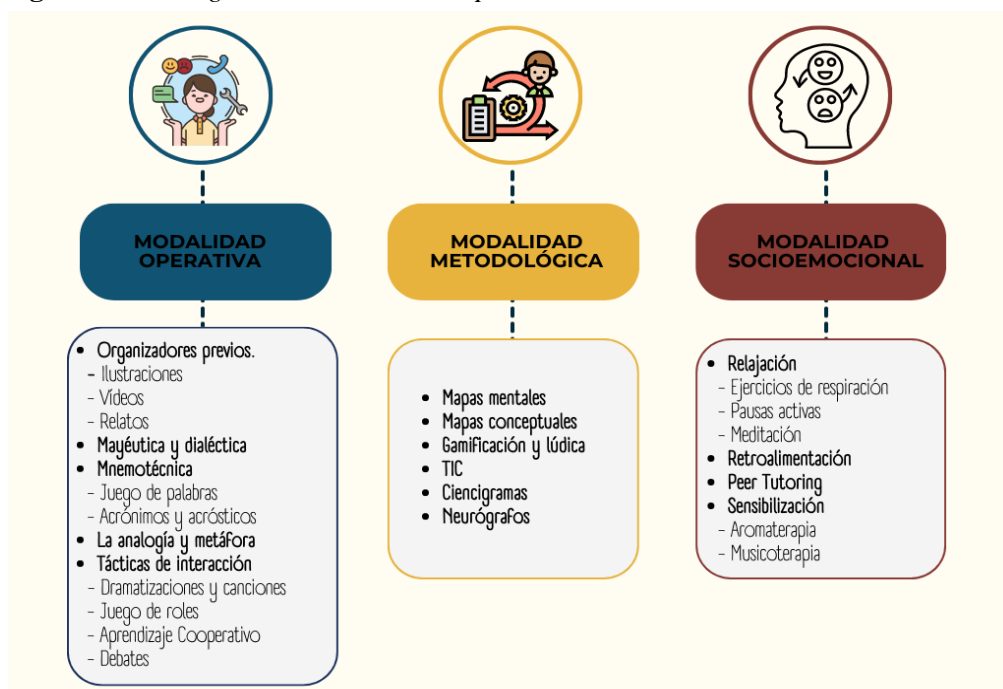 MODALIDAD
OPERATIVA
Organizadores previos.
- Ilustraciones
- Vídeos
- Relatos
Mayéutica y dialéctica
Mnemotécnica
- Juego de palabras
- Acrónimos y acrósticos
La analogía y metáfora
Tácticas de interacción
- Dramatizaciones y canciones
- Juego de roles
- Aprendizaje Cooperativo
- Debates
MODALIDAD
METODOLÓGICA
Mapas mentales
Mapas conceptuales
Gamificación y lúdica
TIC
Ciencigramas
Neurógrafos
MODALIDAD
SOCIOEMOCIONAL
Relajación
- Ejercicios de respiración
- Pausas activas
- Meditación
Retroalimentación
Peer Tutoring
Sensibilización
- Aromaterapia
- Musicoterapia